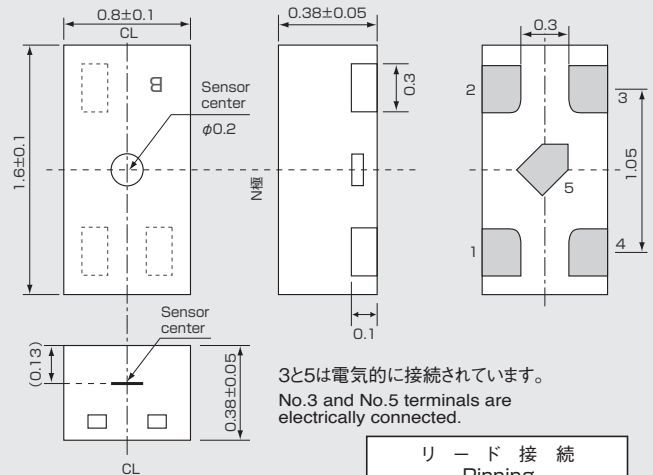 0.8±0.1
CL
0.38±0.05
0.3
B
Sensor
center
φ0.2
0.3
2
3
1.6±0.1
N極
1.05
5
1
4
0.1
Sensor
center
(0.13)
0.38±0.05
CL
3と5は電気的に接続されています。
No.3 and No.5 terminals are
electrically connected.
リード接続
Pinning